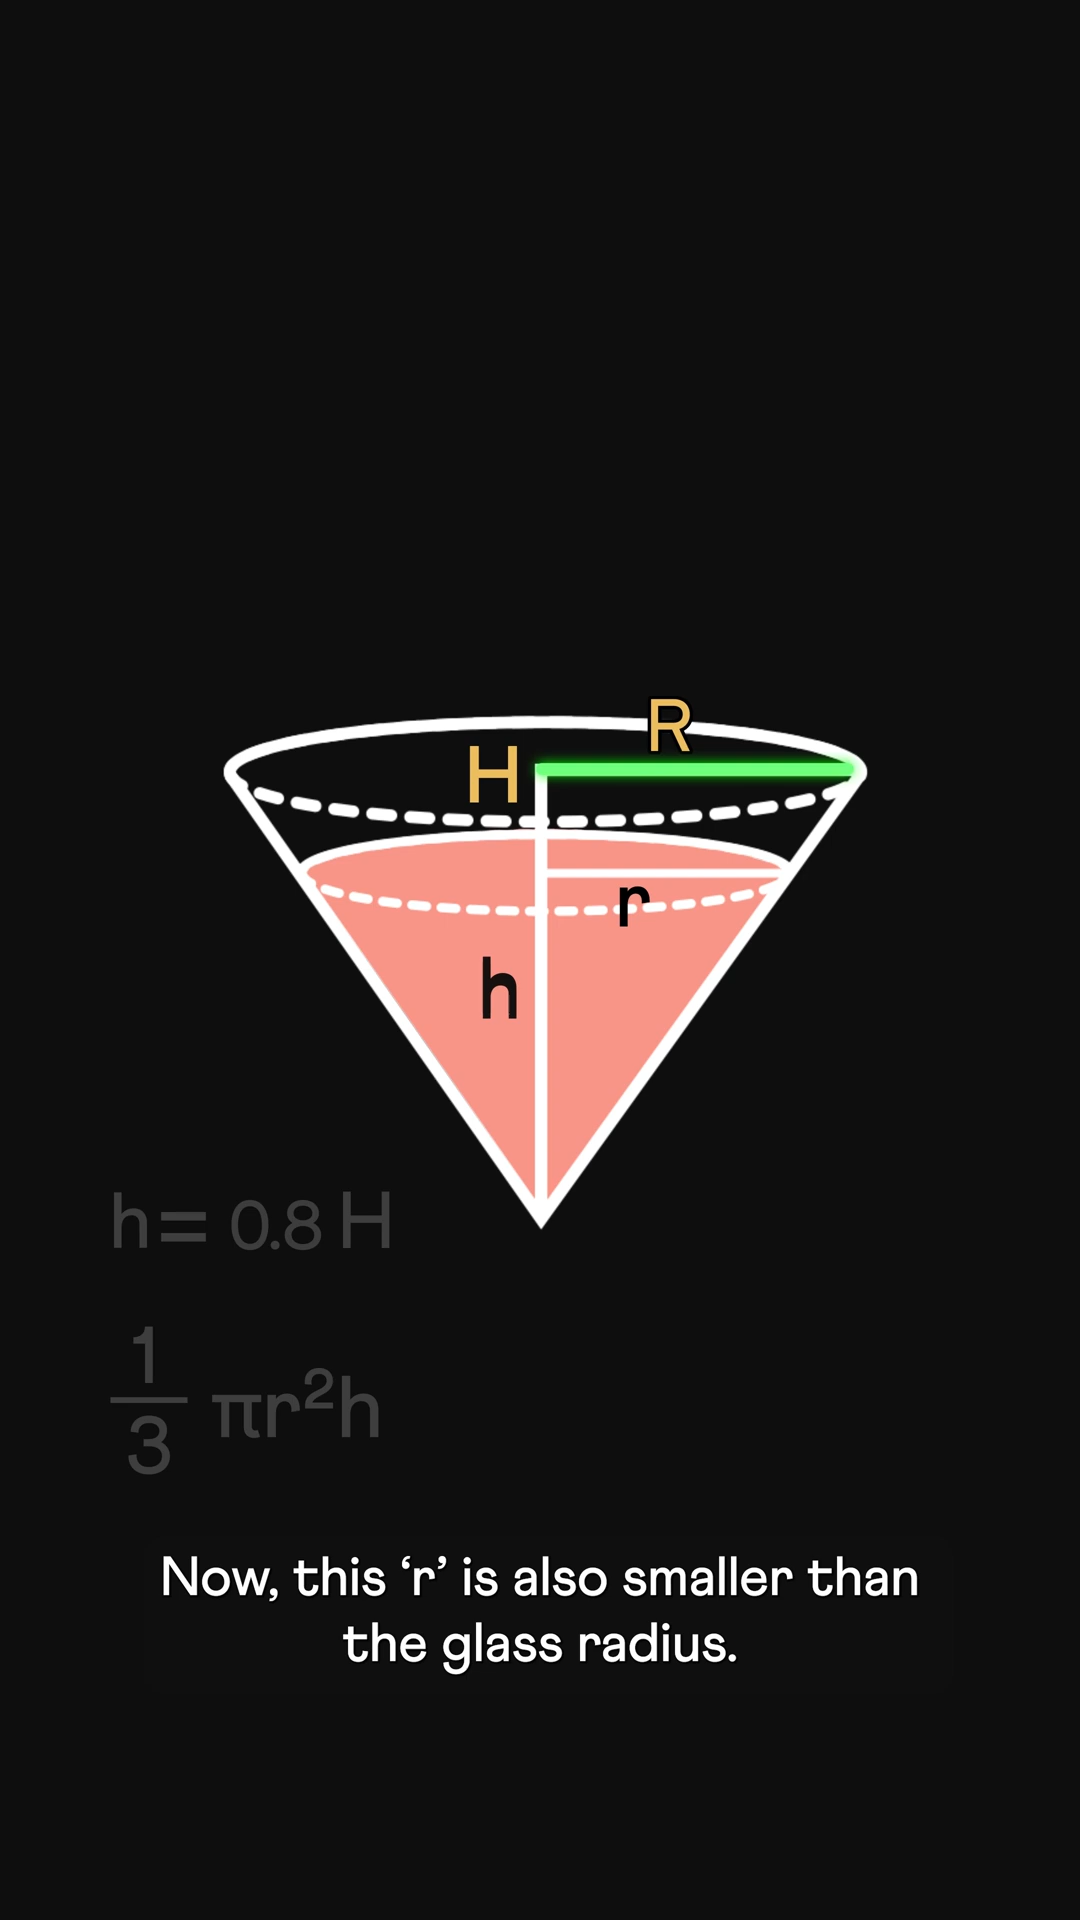 R
H
r
h
h= 0.8 H
1
3
πr²h
Now, this ‘r’ is also smaller than
the glass radius.